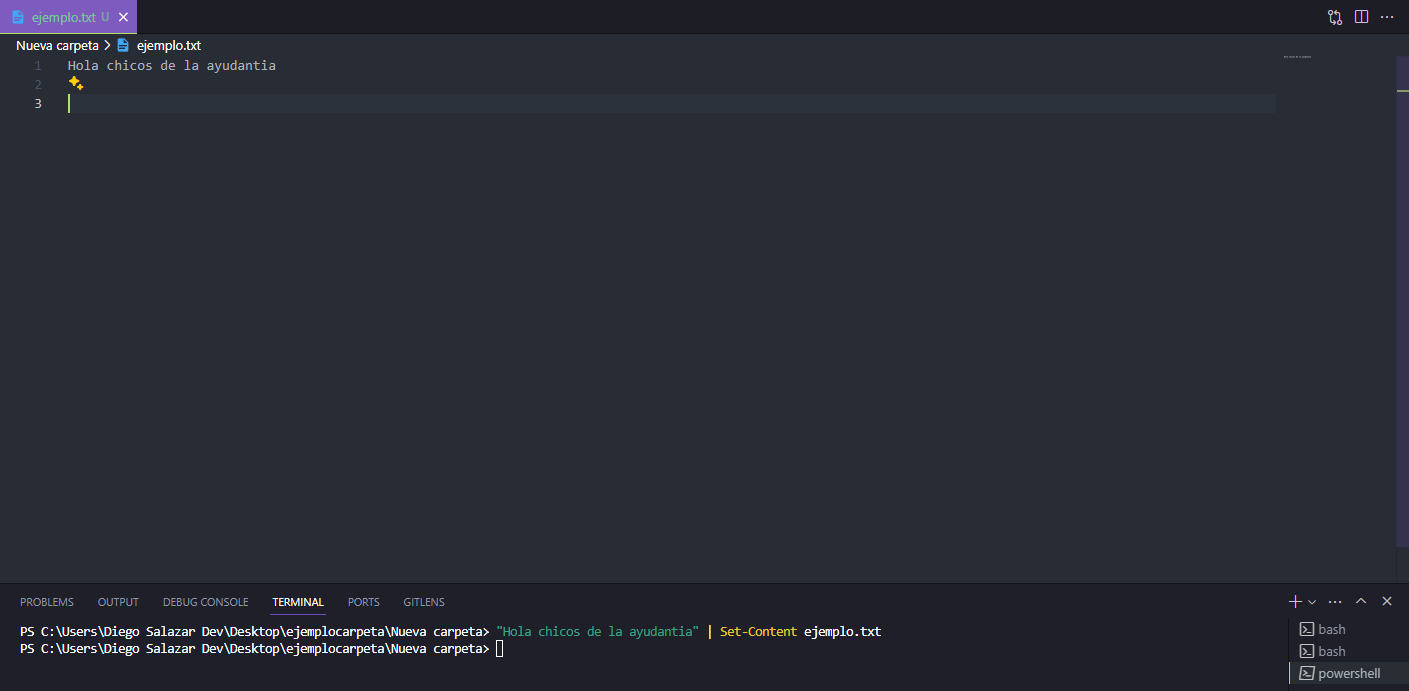 ejemplo.txt U
Nueva carpeta > ejemplo.txt
1 Hola chicos de la ayudantia
2
3
PROBLEMS OUTPUT DEBUG CONSOLE TERMINAL PORTS GITLENS
PS C:\Users\Diego Salazar Dev\Desktop\ejemplocarpeta\Nueva carpeta> "Hola chicos de la ayudantia" | Set-Content ejemplo.txt
PS C:\Users\Diego Salazar Dev\Desktop\ejemplocarpeta\Nueva carpeta>
bash
bash
powershell